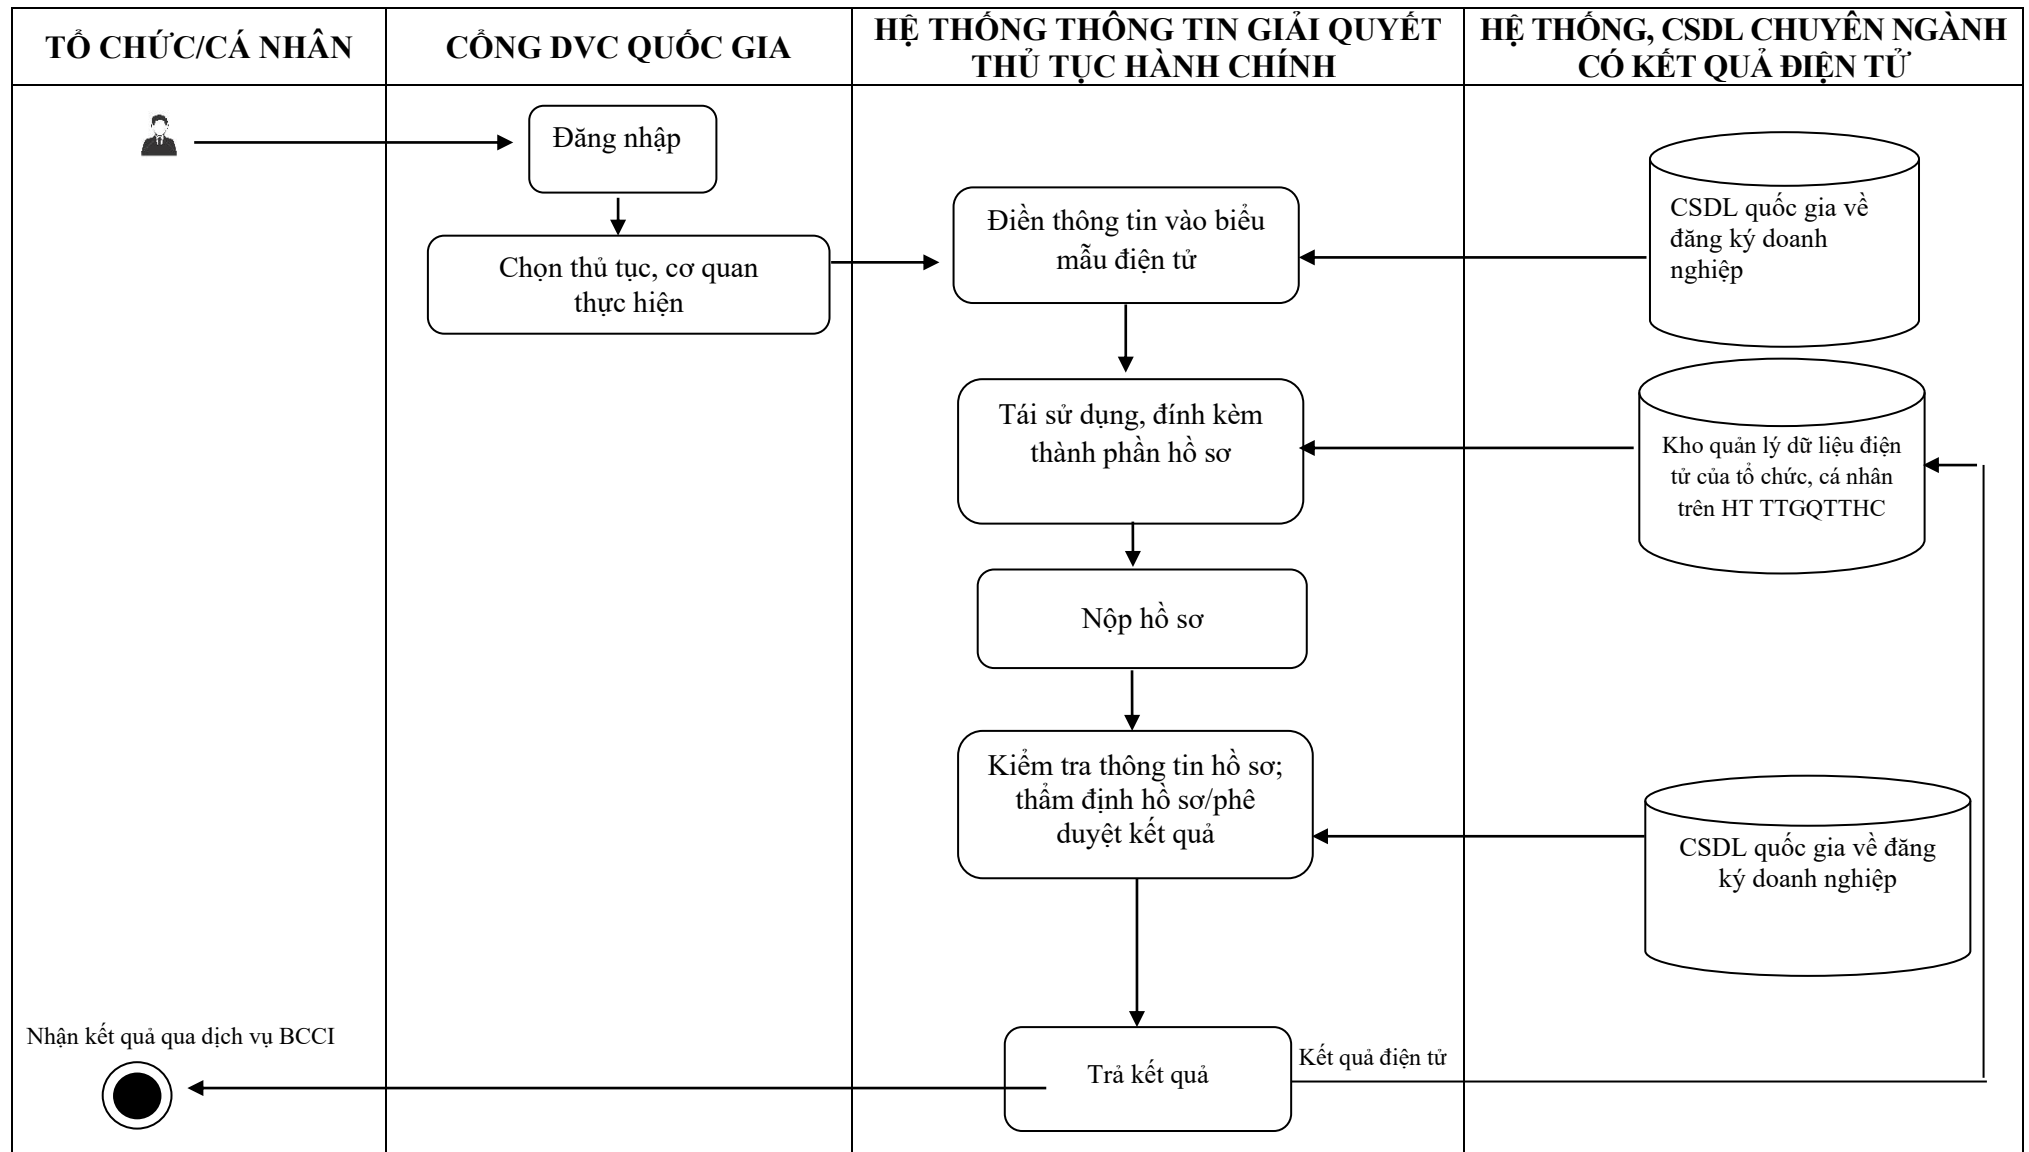 TỔ CHỨC/CÁ NHÂN
CỔNG DVC QUỐC GIA
HỆ THỐNG THÔNG TIN GIẢI QUYẾT
THỦ TỤC HÀNH CHÍNH
HỆ THỐNG, CSDL CHUYÊN NGÀNH
CÓ KẾT QUẢ ĐIỆN TỬ
Đăng nhập
Chọn thủ tục, cơ quan
thực hiện
Điền thông tin vào biểu
mẫu điện tử
CSDL quốc gia về
đăng ký doanh
nghiệp
Tái sử dụng, đính kèm
thành phần hồ sơ
Kho quản lý dữ liệu điện
tử của tổ chức, cá nhân
trên HT TTGQTTHC
Nộp hồ sơ
Kiểm tra thông tin hồ sơ;
thẩm định hồ sơ/phê
duyệt kết quả
CSDL quốc gia về đăng
ký doanh nghiệp
Nhận kết quả qua dịch vụ BCCI
Trả kết quả
Kết quả điện tử